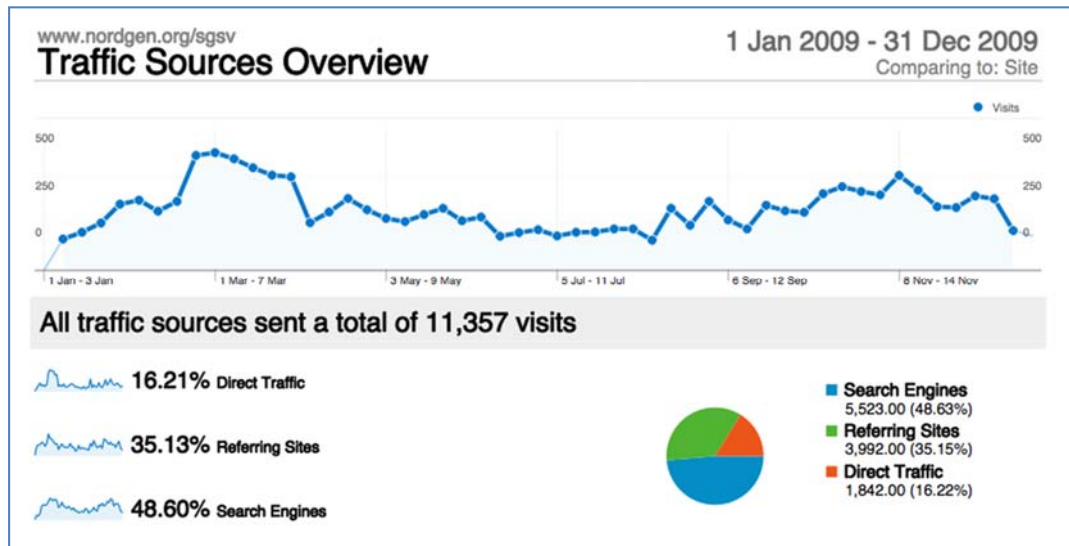 www.nordgen.org/sgsv
Traffic Sources Overview
1 Jan 2009 - 31 Dec 2009
Comparing to: Site
Visits
500
500
250
250
0
0
1 Jan - 3 Jan
1 Mar - 7 Mar
3 May - 9 May
5 Jul - 11 Jul
6 Sep - 12 Sep
8 Nov - 14 Nov
All traffic sources sent a total of 11,357 visits
16.21% Direct Traffic
35.13% Referring Sites
48.60% Search Engines
Search Engines
5,523.00 (48.63%)
Referring Sites
3,992.00 (35.15%)
Direct Traffic
1,842.00 (16.22%)